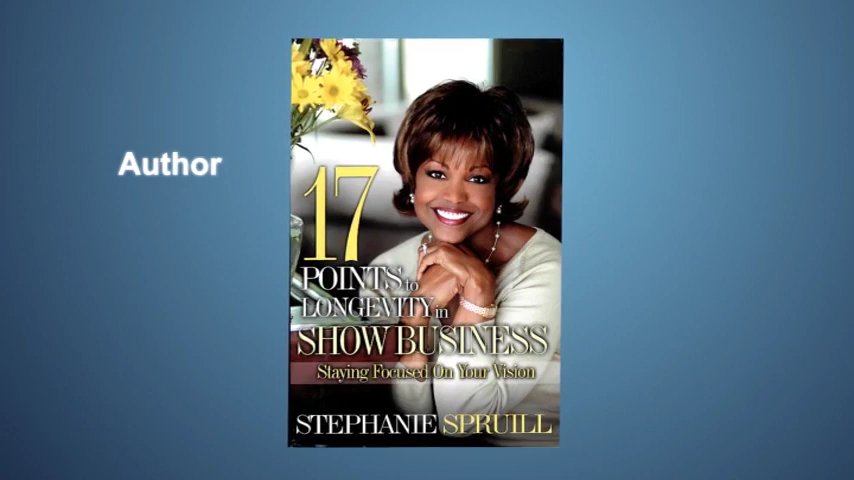 Author
17
POINTS to
LONGEVITY in
SHOW BUSINESS
Staying Focused On Your Vision
STEPHANIE SPRUILL